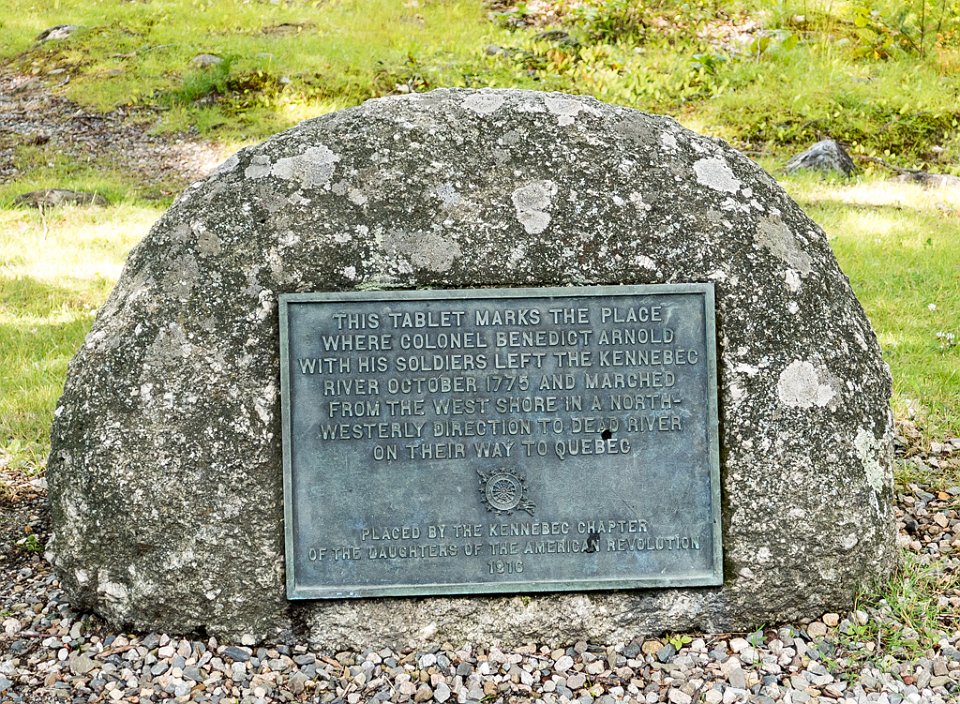 THIS TABLET MARKS THE PLACE
WHERE COLONEL BENEDICT ARNOLD
WITH HIS SOLDIERS LEFT THE KENNEBEC
RIVER OCTOBER 1775 AND MARCHED
FROM THE WEST SHORE IN A NORTH-
WESTERLY DIRECTION TO DEAD RIVER
ON THEIR WAY TO QUEBEC
PLACED BY THE KENNEBEC CHAPTER
OF THE DAUGHTERS OF THE AMERICAN REVOLUTION
1916